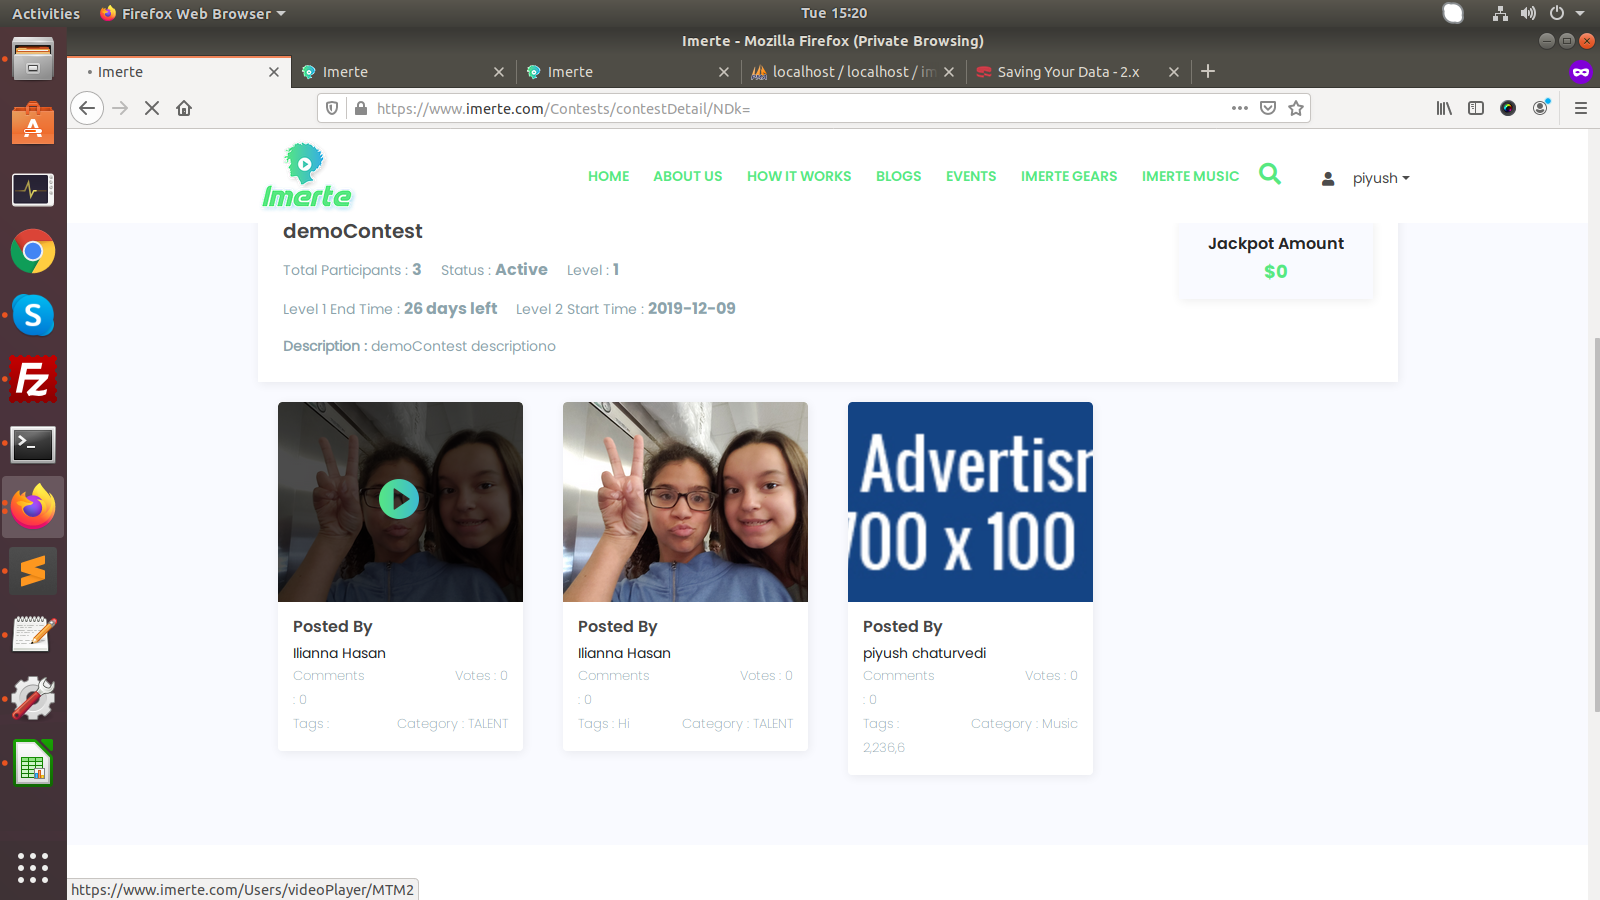 Activities
Firefox Web Browser
Tue 15:20
Imerte - Mozilla Firefox (Private Browsing)
• Imerte
Imerte
Imerte
localhost / localhost / im
Saving Your Data - 2.x
https://www.imerte.com/Contests/contestDetail/NDk=
Imerte
HOME
ABOUT US
HOW IT WORKS
BLOGS
EVENTS
IMERTE GEARS
IMERTE MUSIC
piyush
demoContest
Total Participants : 3 Status : Active Level : 1
Level 1 End Time : 26 days left Level 2 Start Time : 2019-12-09
Description : demoContest descriptiono
Jackpot Amount
$0
Advertisn
700 x 100
Posted By
Ilianna Hasan
Comments : 0
Votes : 0
Tags :
Category : TALENT
Posted By
Ilianna Hasan
Comments : 0
Votes : 0
Tags : Hi
Category : TALENT
Posted By
piyush chaturvedi
Comments : 0
Votes : 0
Tags : 2,236,6
Category : Music
https://www.imerte.com/Users/videoPlayer/MTM2